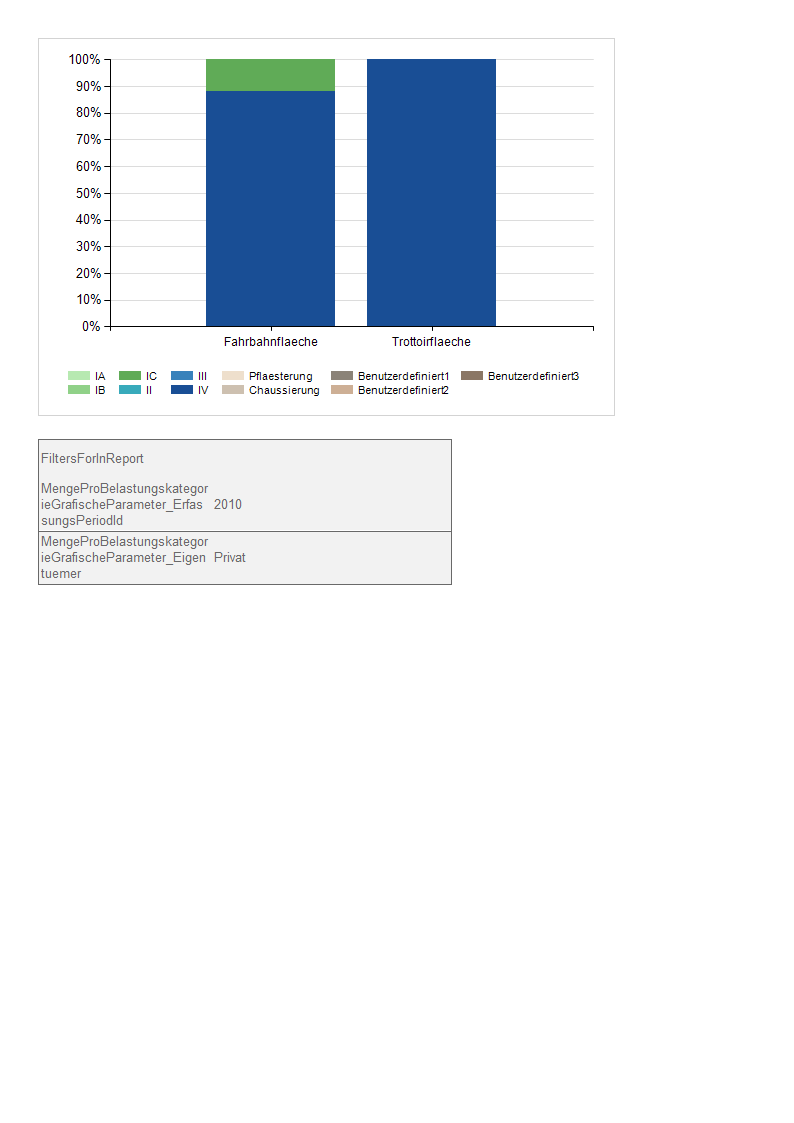 100%
90%
80%
70%
60%
50%
40%
30%
20%
10%
0%
Fahrbahnflaeche Trottoirflaeche
IA IC III Pflaesterung Benutzerdefiniert1 Benutzerdefiniert3
IB II IV Chaussierung Benutzerdefiniert2
FiltersForInReport
MengeProBelastungskategor
ieGrafischeParameter_Erfas 2010
sungsPeriodId
MengeProBelastungskategor
ieGrafischeParameter_Eigen Privat
tuemer